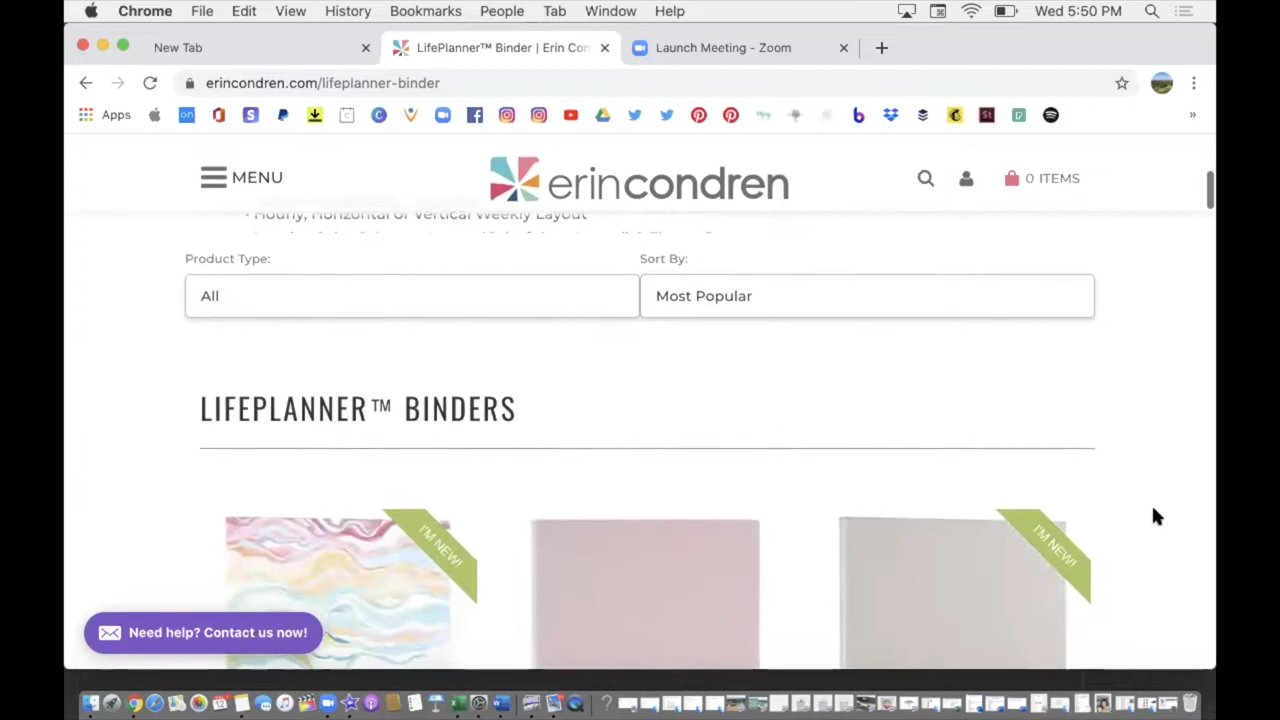 Chrome File Edit View History Bookmarks People Tab Window Help Wed 5:50 PM
New Tab LifePlanner™ Binder | Erin Con Launch Meeting - Zoom
erincondren.com/lifeplanner-binder
Apps
MENU erincondren 0 ITEMS
· Hourly, Horizontal or Vertical Weekly Layout
Product Type: Sort By:
All Most Popular
LIFEPLANNER™ BINDERS
I'M NEW! I'M NEW!
Need help? Contact us now!